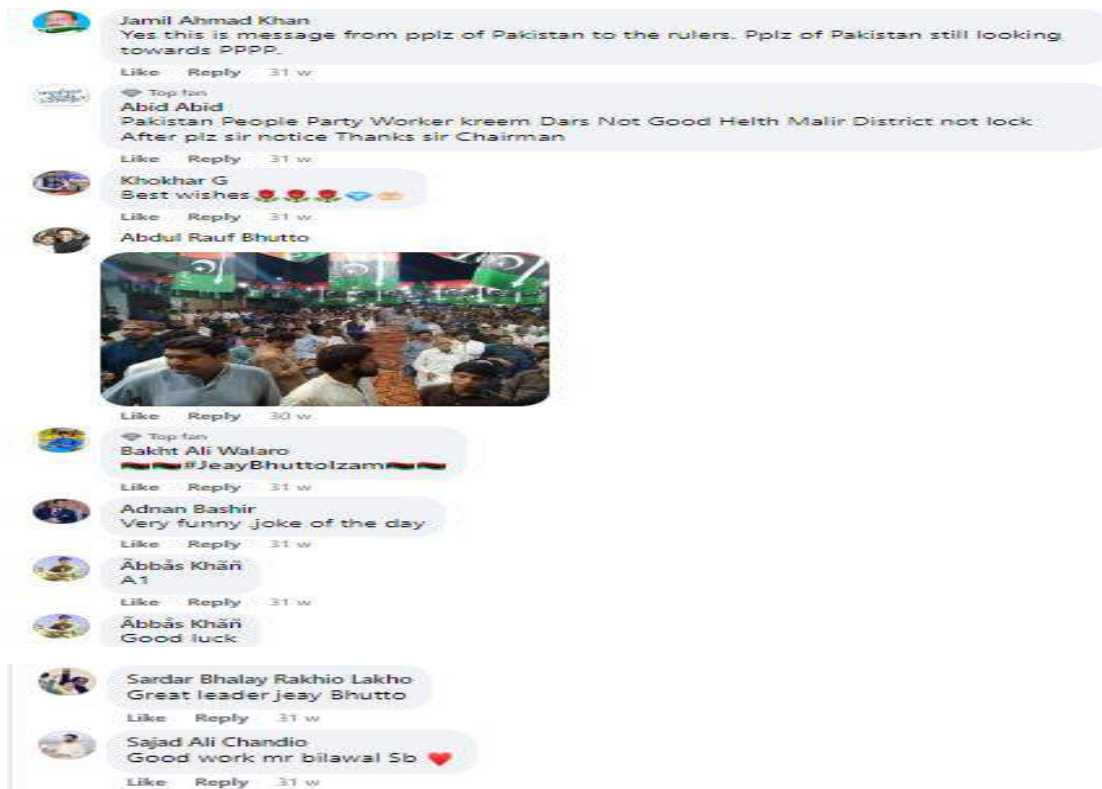 Jamil Ahmad Khan
Yes this is message from pplz of Pakistan to the rulers. Pplz of Pakistan still looking
towards PPPP.
Like Reply 31 w
Top fan
Abid Abid
Pakistan People Party Worker kreem Dars Not Good Helth Malir District not lock
After plz sir notice Thanks sir Chairman
Like Reply 31 w
Khokhar G
Best wishes🌹🌹🌹💎🫶🏻
Like Reply 31 w
Abdul Rauf Bhutto
Like Reply 30 w
Top fan
Bakht Ali Walaro
#JeayBhuttoIzam
Like Reply 31 w
Adnan Bashir
Very funny .joke of the day
Like Reply 31 w
Ãbbås Khãñ
A1
Like Reply 31 w
Ãbbås Khãñ
Good luck
Sardar Bhalay Rakhio Lakho
Great leader jeay Bhutto
Like Reply 31 w
Sajad Ali Chandio
Good work mr bilawal Sb ❤️
Like Reply 31 w